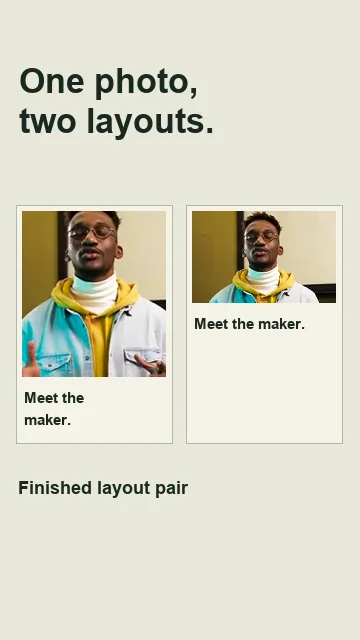 One photo,
two layouts.
Meet the
maker.
Meet the maker.
Finished layout pair